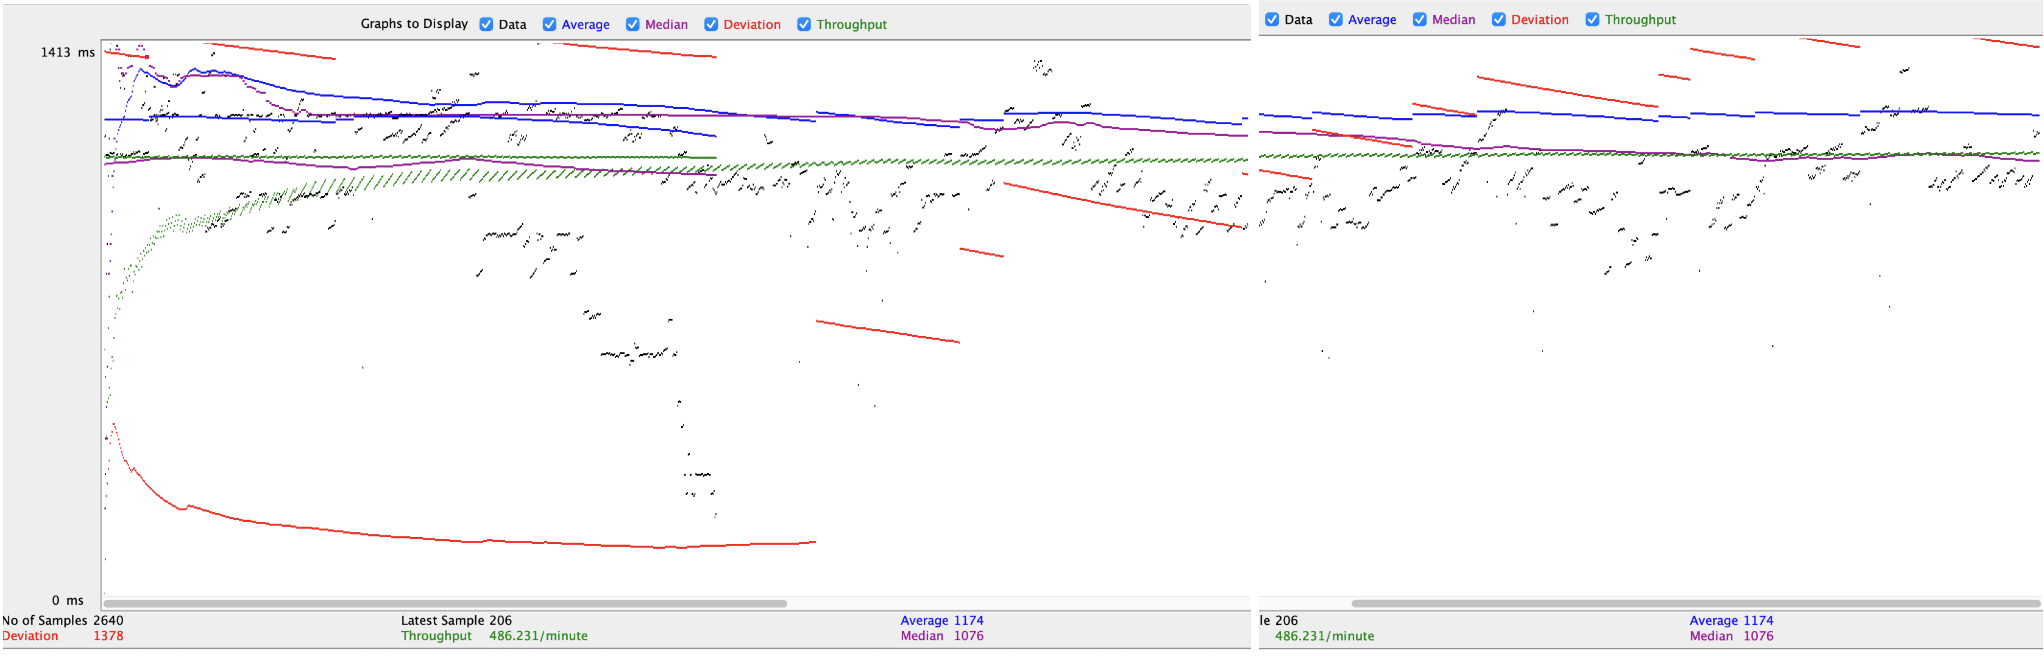 Graphs to Display Data Average Median Deviation Throughput
Data Average Median Deviation Throughput
1413 ms
0 ms
No of Samples 2640 Latest Sample 206 Average 1174
Deviation 1378 Throughput 486.231/minute Median 1076
le 206 Average 1174
486.231/minute Median 1076